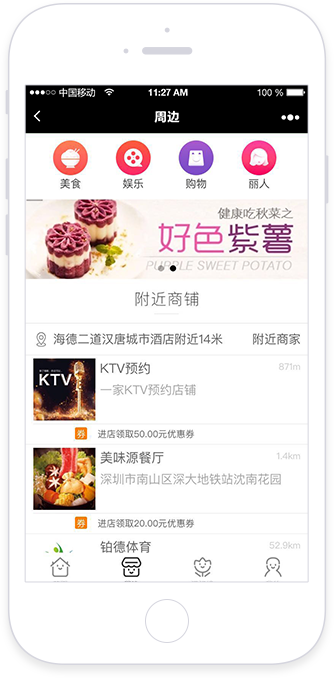 中国移动 11:27 AM 100 %
周边
美食 娱乐 购物 丽人
健康吃秋菜之
好色紫薯
PURPLE SWEET POTATO
附近商铺
海德二道汉唐城市酒店附近14米 附近商家
KTV
KTV预约 871m
一家KTV预约店铺
券 进店领取50.00元优惠券
美味源餐厅 1.4km
深圳市南山区深大地铁站沈南花园
券 进店领取20.00元优惠券
铂德体育 52.9km